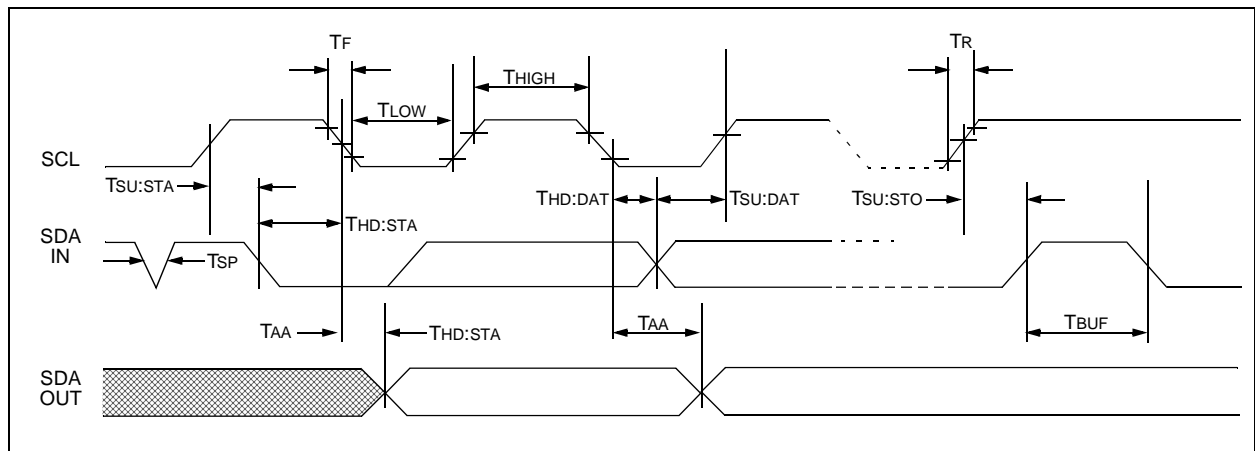 TF
TR
THIGH
TLOW
SCL
TSU:STA
THD:DAT
TSU:DAT
TSU:STO
THD:STA
SDA
IN
TSP
TAA
THD:STA
TAA
TBUF
SDA
OUT